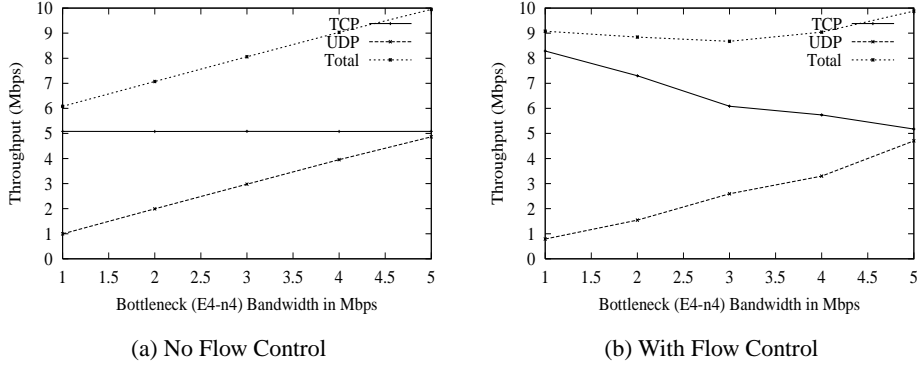 10
9
8
7
6
5
4
3
2
1
0
Throughput (Mbps)
TCP
UDP
Total
1 1.5 2 2.5 3 3.5 4 4.5 5
Bottleneck (E4-n4) Bandwidth in Mbps
(a) No Flow Control
10
9
8
7
6
5
4
3
2
1
0
Throughput (Mbps)
TCP
UDP
Total
1 1.5 2 2.5 3 3.5 4 4.5 5
Bottleneck (E4-n4) Bandwidth in Mbps
(b) With Flow Control